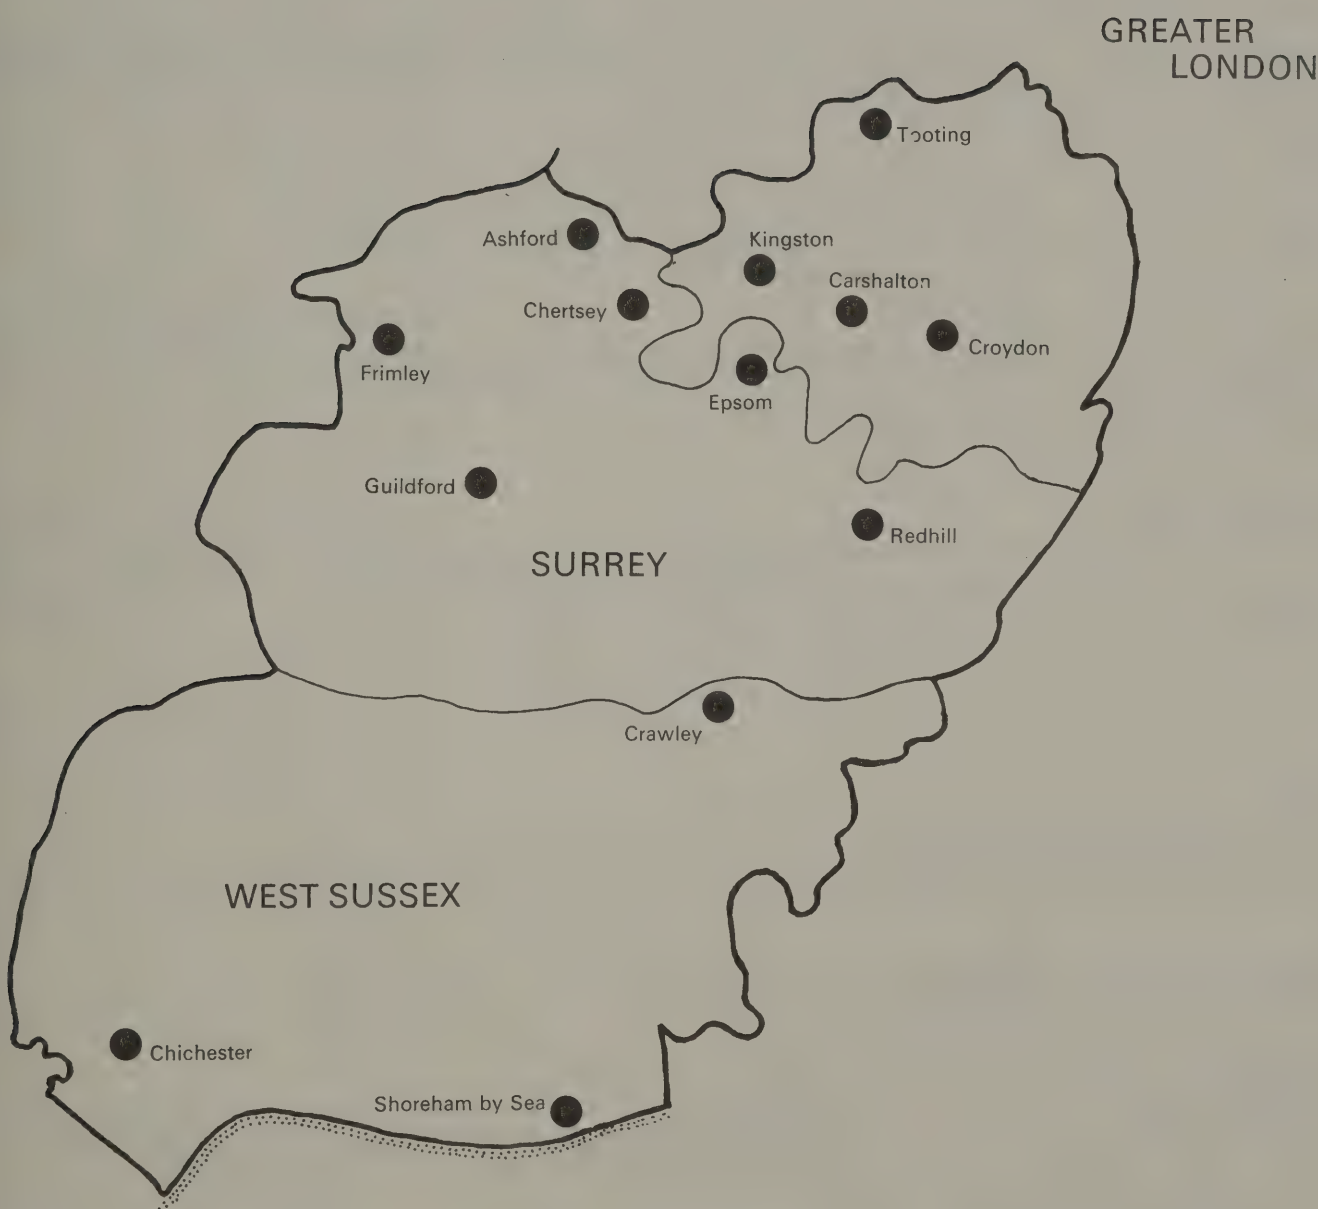 GREATER
LONDON
Tooting
Ashford
Kingston
Carshalton
Chertsey
Croydon
Frimley
Epsom
Guildford
Redhill
SURREY
Crawley
WEST SUSSEX
Chichester
Shoreham by Sea